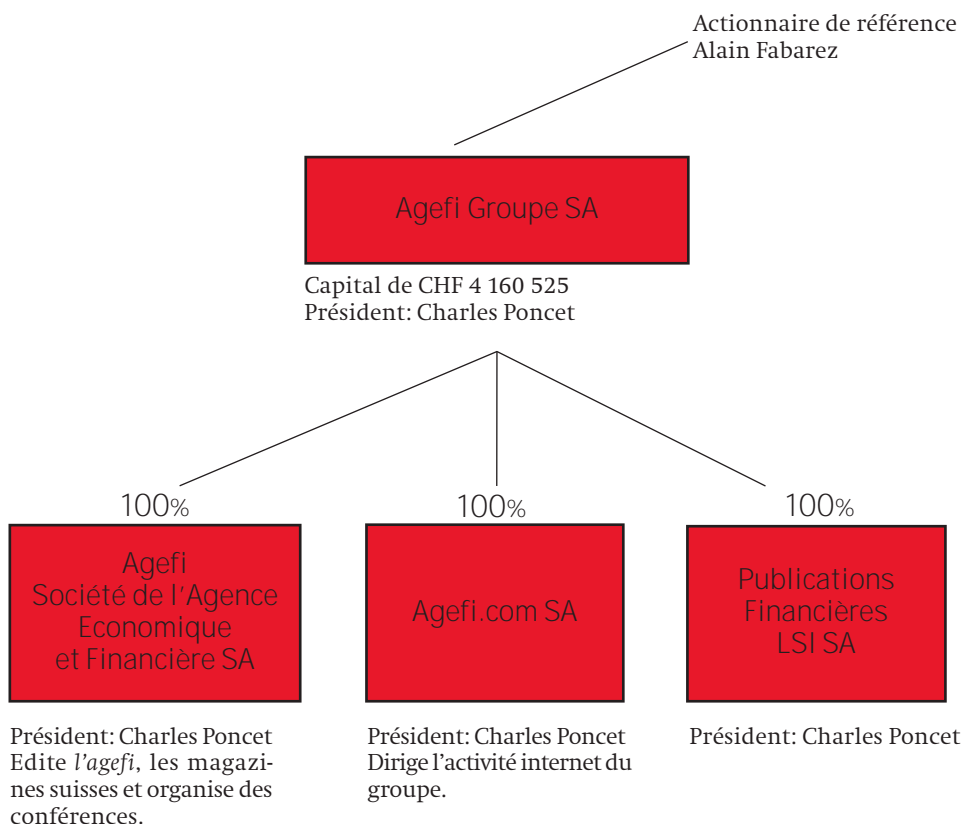 Actionnaire de référence
Alain Fabarez
Agefi Groupe SA
Capital de CHF 4 160 525
Président: Charles Poncet
100%
Agefi
Société de l'Agence
Economique
et Financière SA
Président: Charles Poncet
Edite l'agefi, les magazi-
nes suisses et organise des
conférences.
100%
Agefi.com SA
Président: Charles Poncet
Dirige l'activité internet du
groupe.
100%
Publications
Financières
LSI SA
Président: Charles Poncet